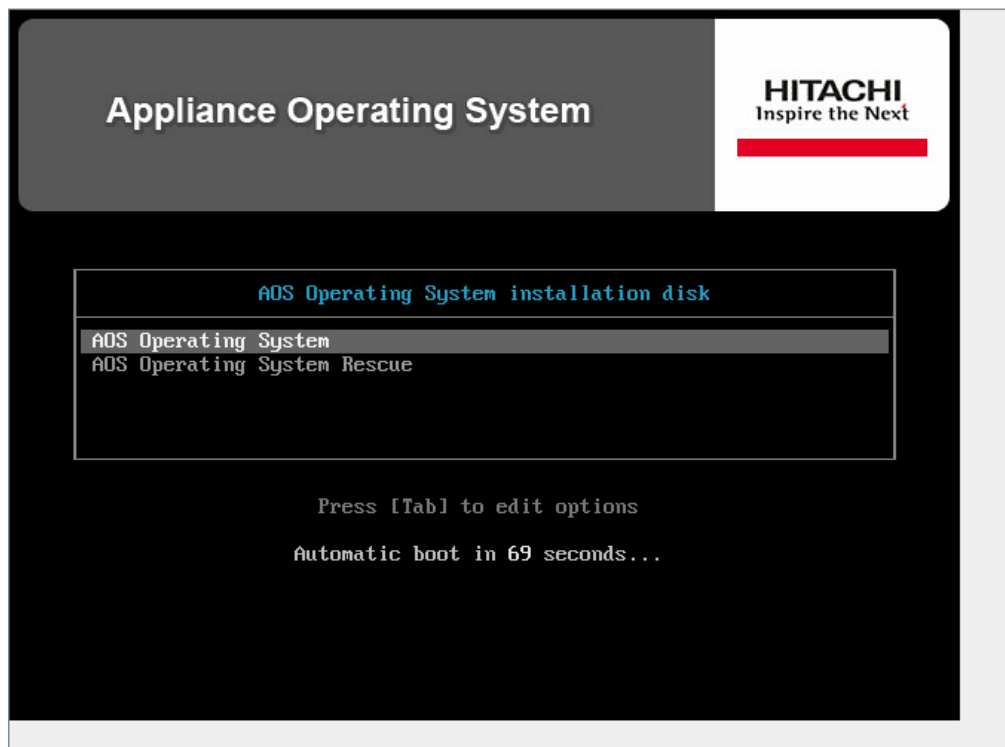 Appliance Operating System
HITACHI
Inspire the Next
AOS Operating System installation disk
AOS Operating System
AOS Operating System Rescue
Press [Tab] to edit options
Automatic boot in 69 seconds...